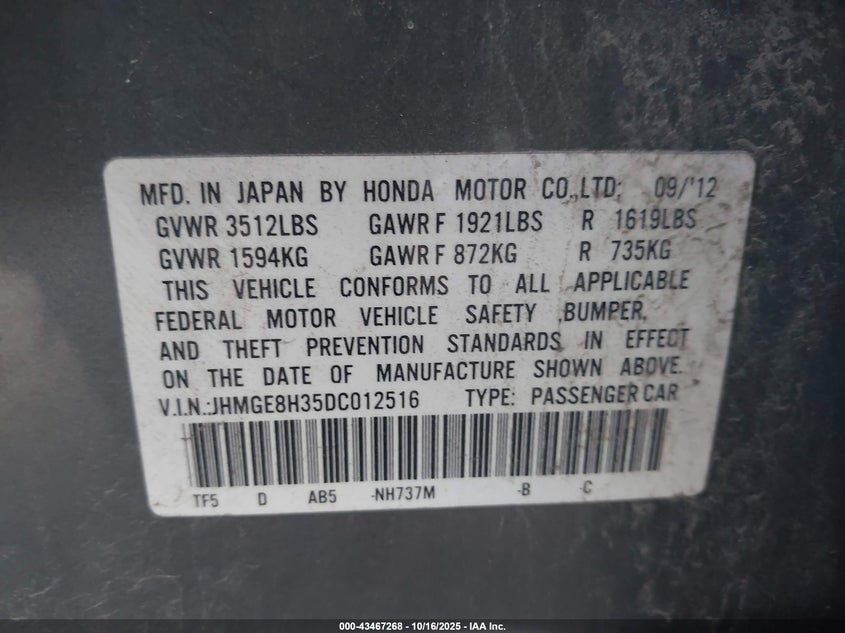 MFD. IN JAPAN BY HONDA MOTOR CO.,LTD; 09/'12
GVWR 3512LBS GAWR F 1921LBS R 1619LBS
GVWR 1594KG GAWR F 872KG R 735KG
THIS VEHICLE CONFORMS TO ALL APPLICABLE
FEDERAL MOTOR VEHICLE SAFETY ,BUMPER,
AND THEFT PREVENTION STANDARDS IN EFFECT
ON THE DATE OF MANUFACTURE SHOWN ABOVE.
V.I.N.:JHMGE8H35DC012516 TYPE: PASSENGER CAR
TF5 D AB5 -NH737M -B -C
000-43467268 - 10/16/2025 - IAA Inc.